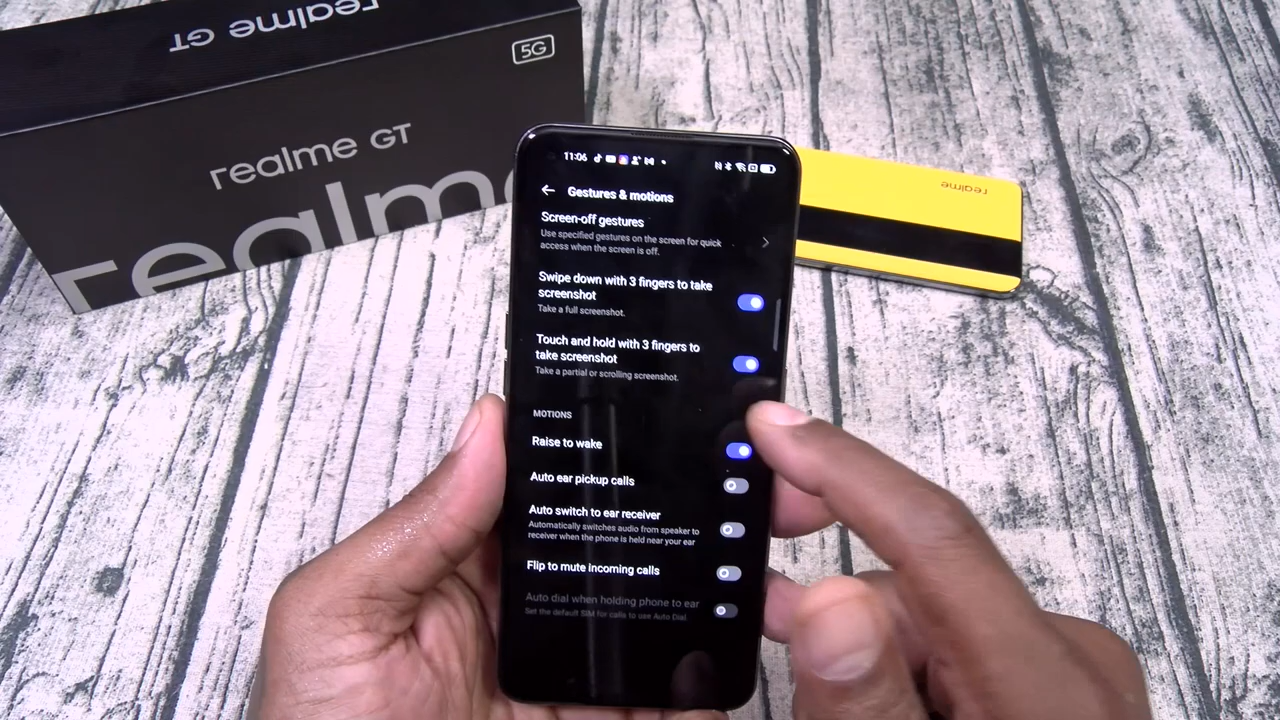 realme GT
5G
realme GT
realme
realme
11:06
Gestures & motions
Screen-off gestures
Use specified gestures on the screen for quick
access when the screen is off.
Swipe down with 3 fingers to take
screenshot
Take a full screenshot.
Touch and hold with 3 fingers to
take screenshot
Take a partial or scrolling screenshot.
MOTIONS
Raise to wake
Auto ear pickup calls
Auto switch to ear receiver
Automatically switches audio from speaker to
receiver when the phone is held near your ear
Flip to mute incoming calls
Auto dial when holding phone to ear
Set the default SIM for calls to use Auto Dial.